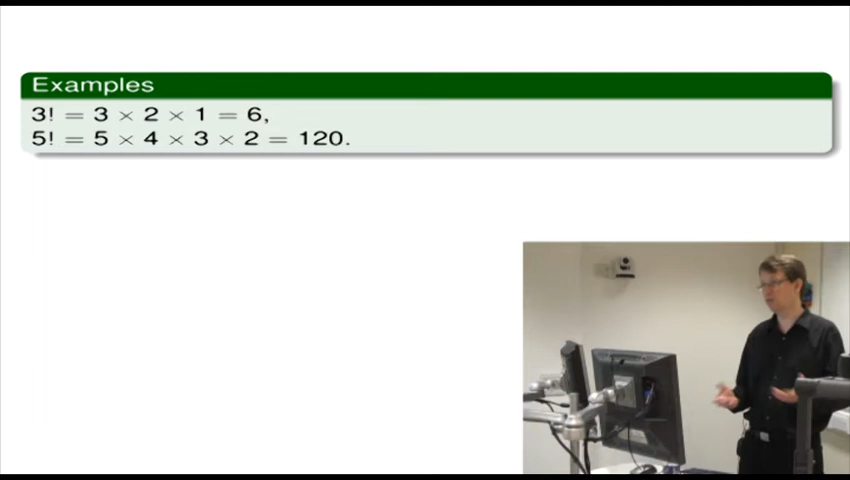 Examples
3! = 3 × 2 × 1 = 6,
5! = 5 × 4 × 3 × 2 = 120.